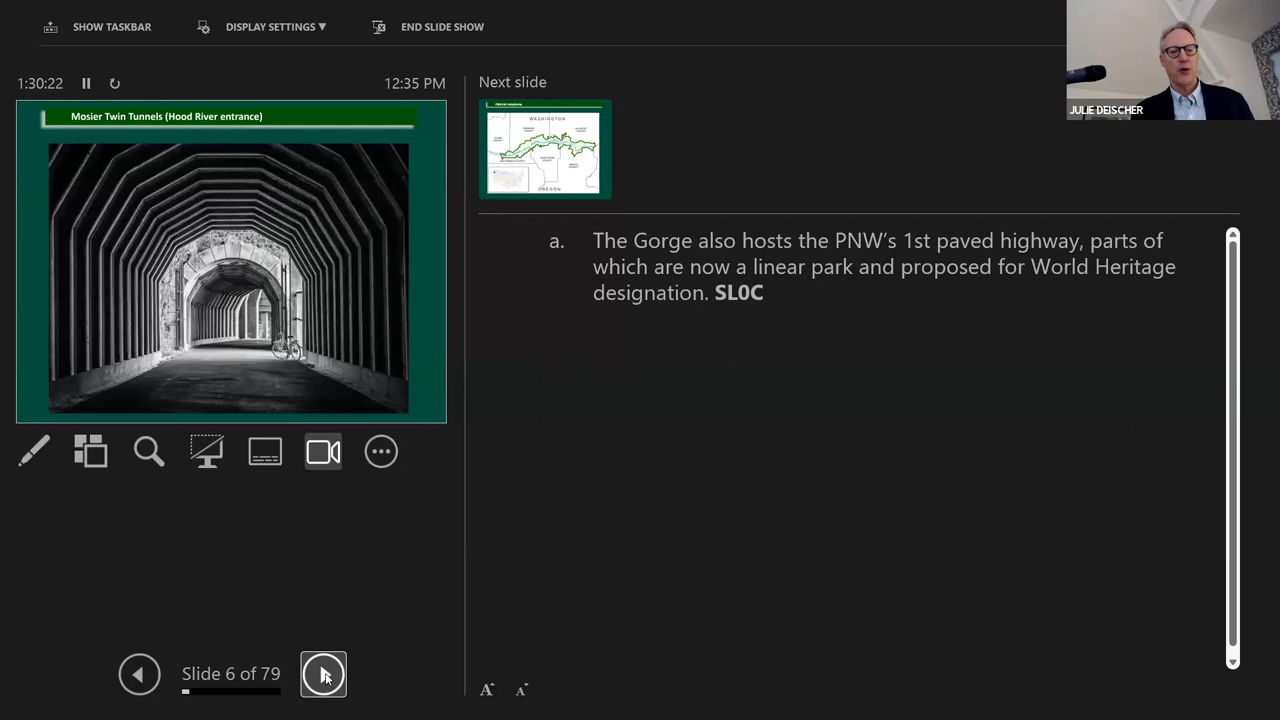 SHOW TASKBAR
DISPLAY SETTINGS ▼
END SLIDE SHOW
1:30:22
12:35 PM
Next slide
JULIE DEISCHER
Mosier Twin Tunnels (Hood River entrance)
WASHINGTON
OREGON
a. The Gorge also hosts the PNW’s 1st paved highway, parts of
which are now a linear park and proposed for World Heritage
designation. SL0C
Slide 6 of 79
A A